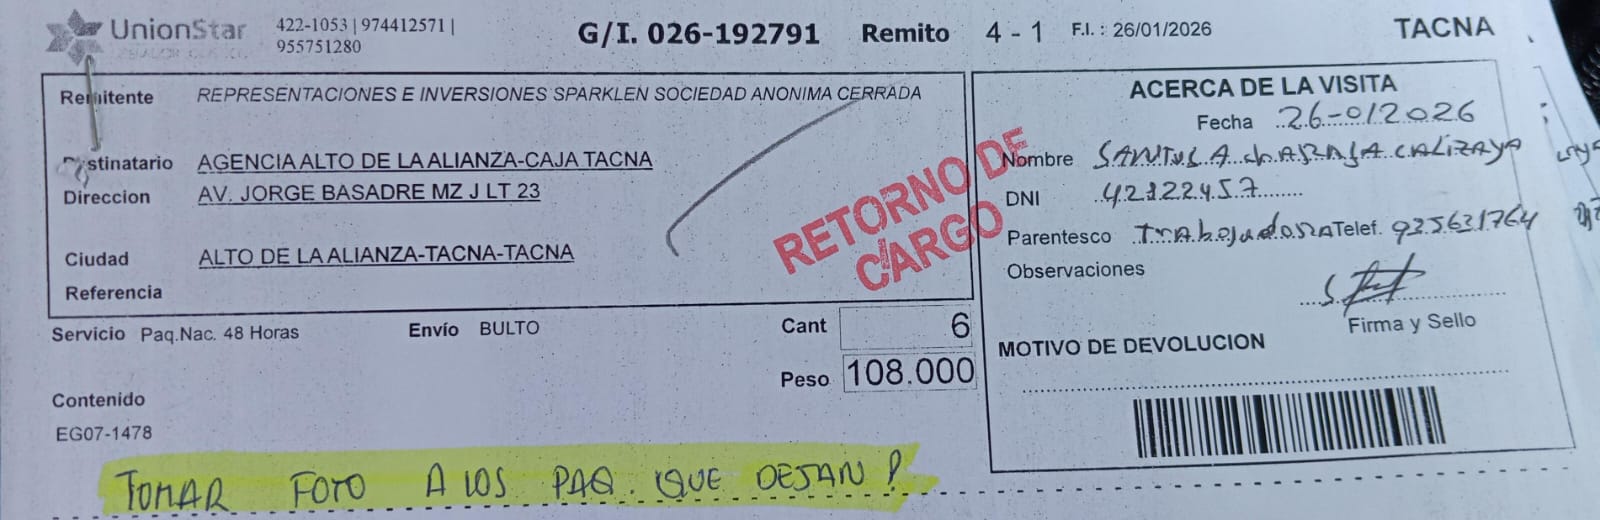 UnionStar
422-1053 | 974412571 |
955751280
G/I. 026-192791 Remito 4 - 1 F.I. : 26/01/2026 TACNA
Remitente REPRESENTACIONES E INVERSIONES SPARKLEN SOCIEDAD ANONIMA CERRADA
Destinatario AGENCIA ALTO DE LA ALIANZA-CAJA TACNA
Direccion AV. JORGE BASADRE MZ J LT 23
Ciudad ALTO DE LA ALIANZA-TACNA-TACNA
Referencia
RETORNO DE
CARGO
Servicio Paq.Nac. 48 Horas Envío BULTO Cant 6
Peso 108.000
Contenido
EG07-1478
ACERCA DE LA VISITA
Fecha 26-012026
Nombre CALIZAYA
DNI 42122457
Parentesco Trabajadora Telef. 935631764
Observaciones
Firma y Sello
MOTIVO DE DEVOLUCION
TOMAR FOTO A LOS PAQ. QUE DEJAN!